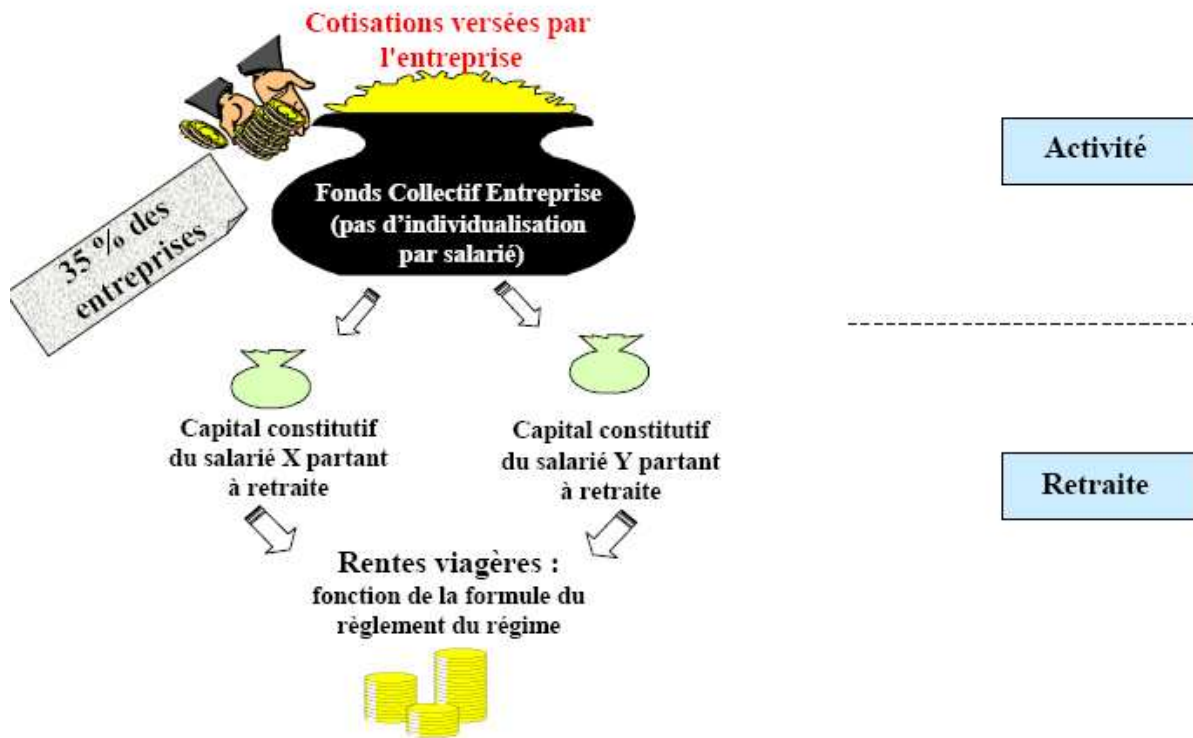 Cotisations versées par
l'entreprise
Activité
Fonds Collectif Entreprise
(pas d'individualisation
par salarié)
35 % des
entreprises
Capital constitutif
du salarié X partant
à retraite
Capital constitutif
du salarié Y partant
à retraite
Retraite
Rentes viagères :
fonction de la formule du
règlement du régime